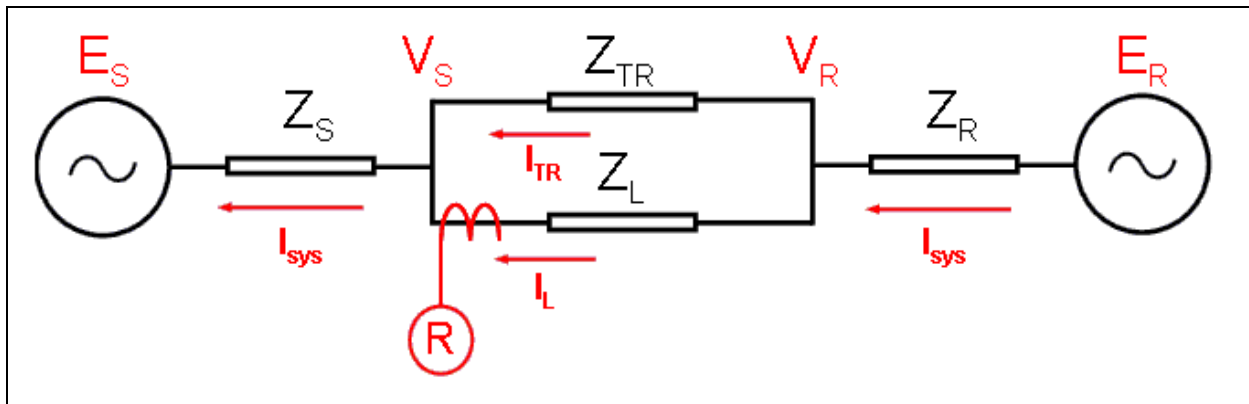 E_S
V_S
Z_TR
V_R
E_R
Z_S
I_TR
Z_L
Z_R
I_sys
I_L
I_sys
R